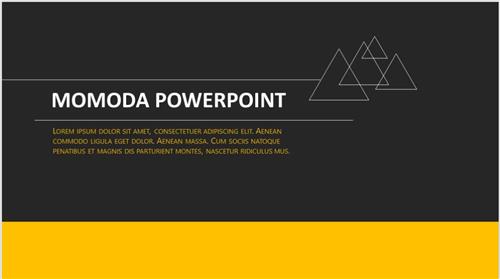 MOMODA POWERPOINT
Lorem ipsum dolor sit amet, consectetuer adipiscing elit. Aenean
commodo ligula eget dolor. Aenean massa. Cum sociis natoque
penatibus et magnis dis parturient montes, nascetur ridiculus mus.